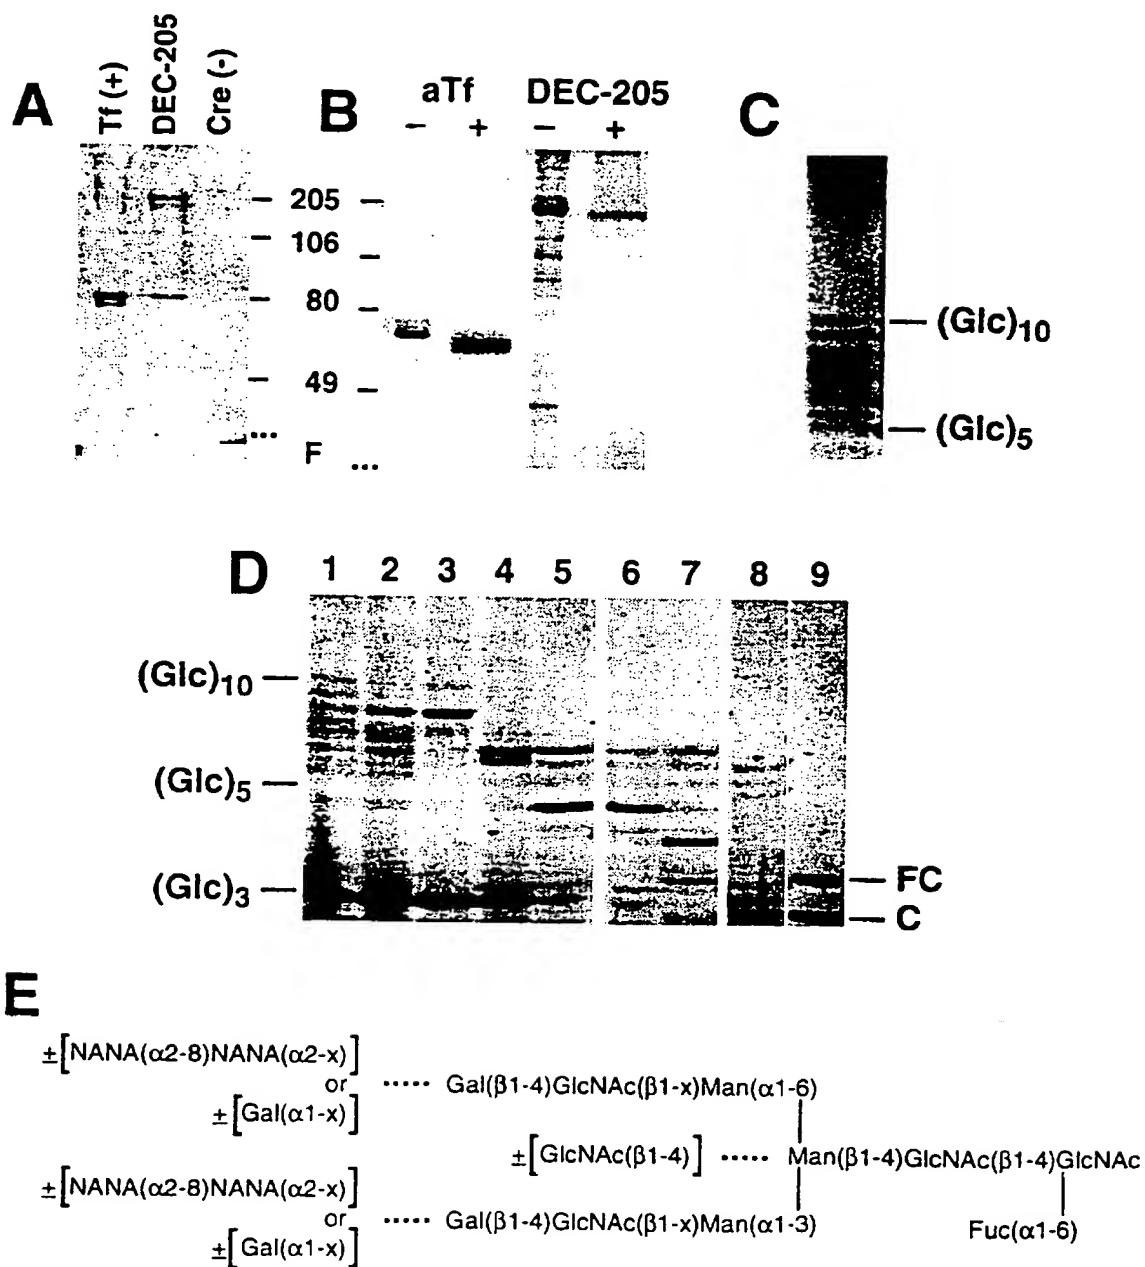 A
Tf (+)
DEC-205
Cre (-)
205
106
80
49
F
B
aTf
DEC-205
– +
– +
C
(Glc)10
(Glc)5
D
1 2 3 4 5 6 7 8 9
(Glc)10
(Glc)5
(Glc)3
FC
C
E
±[NANA(α2-8)NANA(α2-x)]
or
±[Gal(α1-x)]
····· Gal(β1-4)GlcNAc(β1-x)Man(α1-6)
±[GlcNAc(β1-4)] ····· Man(β1-4)GlcNAc(β1-4)GlcNAc
±[NANA(α2-8)NANA(α2-x)]
or
±[Gal(α1-x)]
····· Gal(β1-4)GlcNAc(β1-x)Man(α1-3)
Fuc(α1-6)